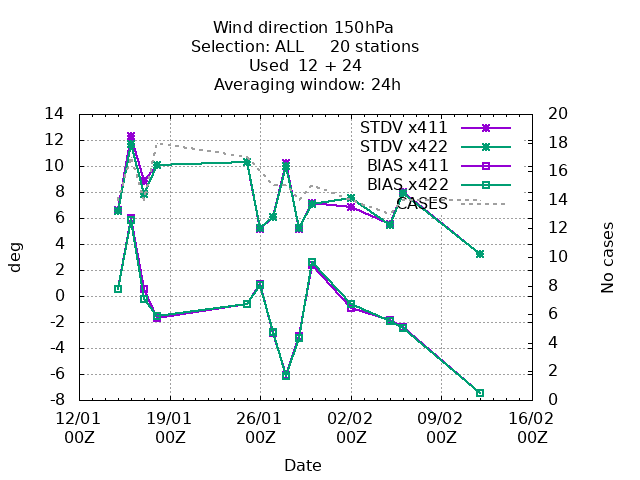 Wind direction 150hPa
Selection: ALL     20 stations
Used  12 + 24
Averaging window: 24h
14 20
STDV x411
12 18
STDV x422
10 16
BIAS x411
8 14
BIAS x422
CASES
6 12
4 10
2 8
0 6
-2
-4 4
-6 2
-8 0
deg
No cases
12/01 19/01 26/01 02/02 09/02 16/02
00Z 00Z 00Z 00Z 00Z 00Z
Date